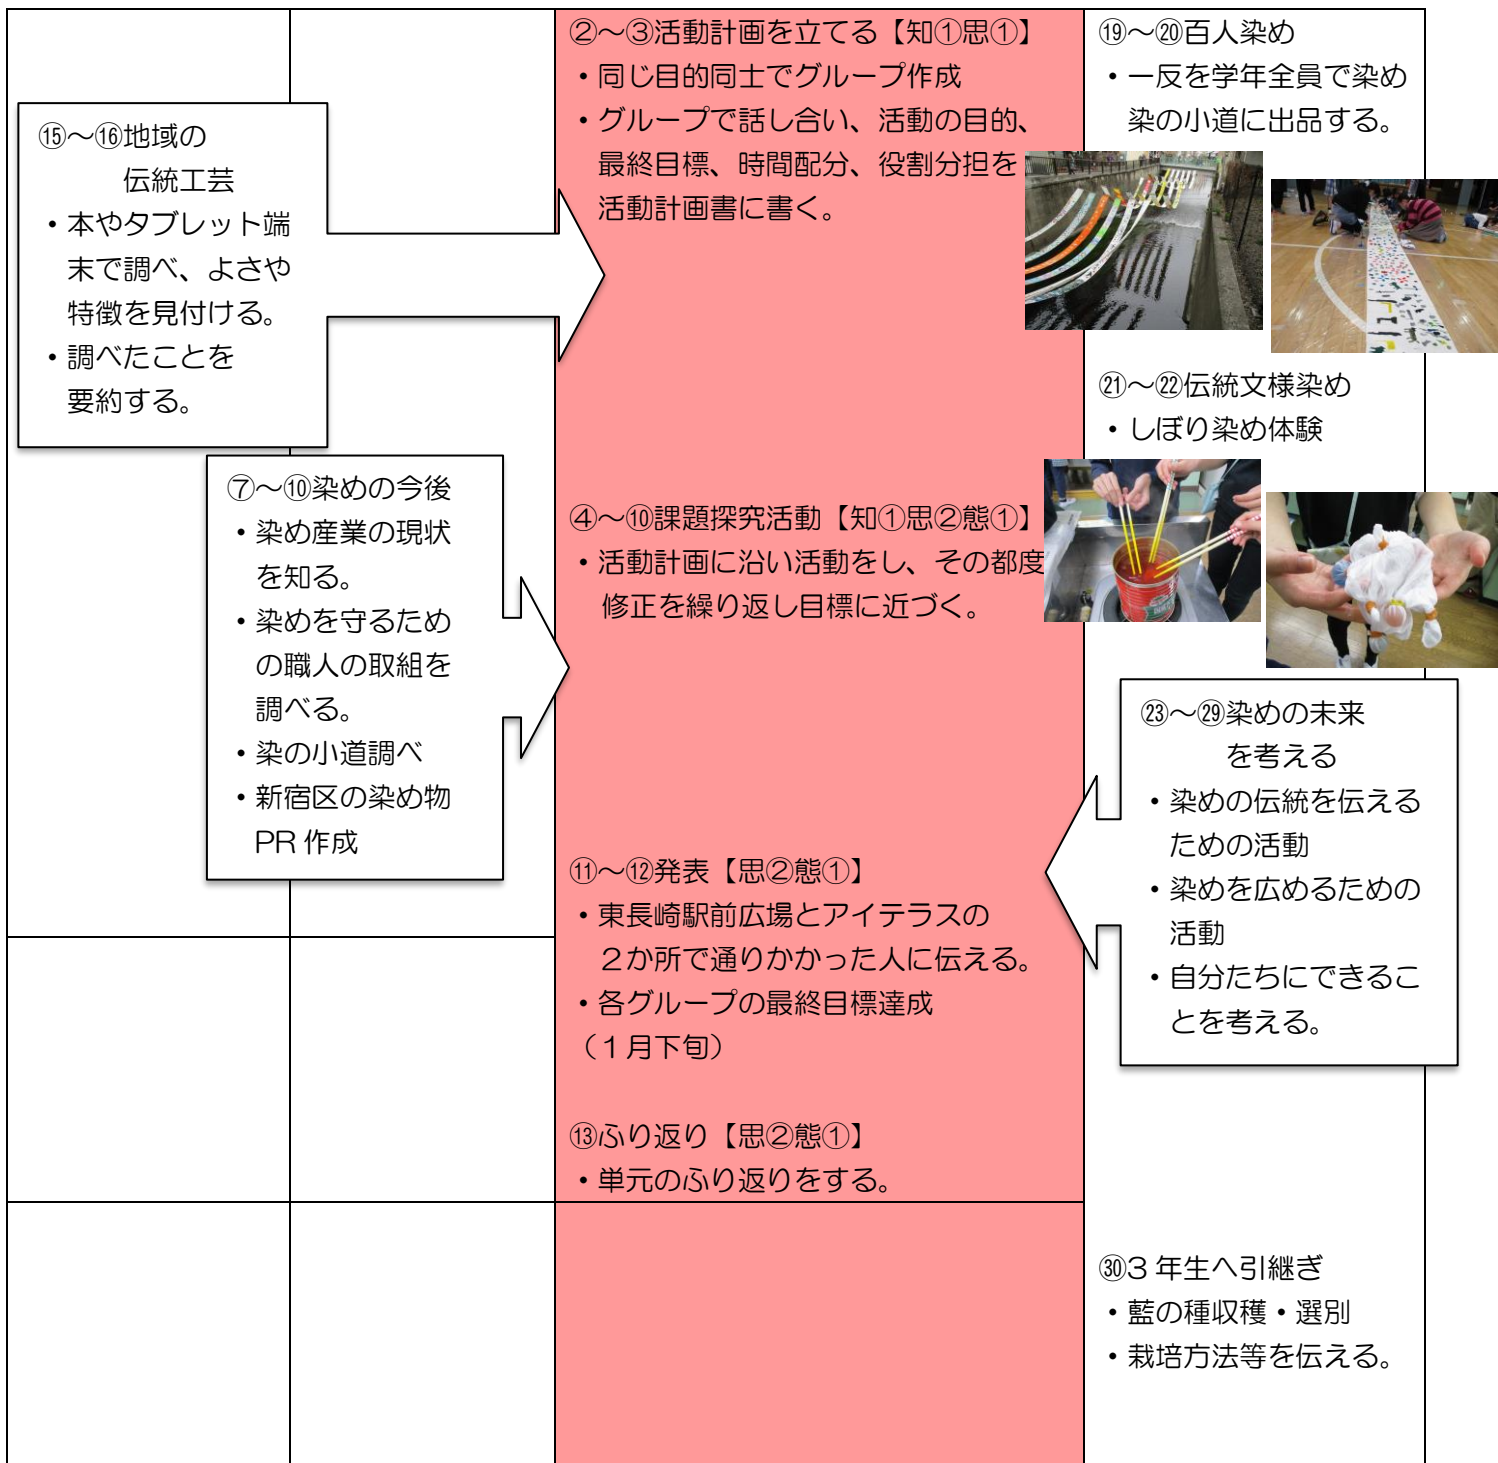 ②～③活動計画を立てる【知①思①】
・同じ目的同士でグループ作成
・グループで話し合い、活動の目的、
最終目標、時間配分、役割分担を
活動計画書に書く。
⑲～⑳百人染め
・一反を学年全員で染め
染の小道に出品する。
⑮～⑯地域の
伝統工芸
・本やタブレット端
末で調べ、よさや
特徴を見付ける。
・調べたことを
要約する。
㉑～㉒伝統文様染め
・しぼり染め体験
⑦～⑩染めの今後
・染め産業の現状
を知る。
・染めを守るため
の職人の取組を
調べる。
・染の小道調べ
・新宿区の染め物
PR 作成
④～⑩課題探究活動【知①思②態①】
・活動計画に沿い活動をし、その都度
修正を繰り返し目標に近づく。
㉓～㉙染めの未来
を考える
・染めの伝統を伝える
ための活動
・染めを広めるための
活動
・自分たちにできるこ
とを考える。
⑪～⑫発表【思②態①】
・東長崎駅前広場とアイテラスの
２か所で通りかかった人に伝える。
・各グループの最終目標達成
（１月下旬）
⑬ふり返り【思②態①】
・単元のふり返りをする。
㉚3 年生へ引継ぎ
・藍の種収穫・選別
・栽培方法等を伝える。